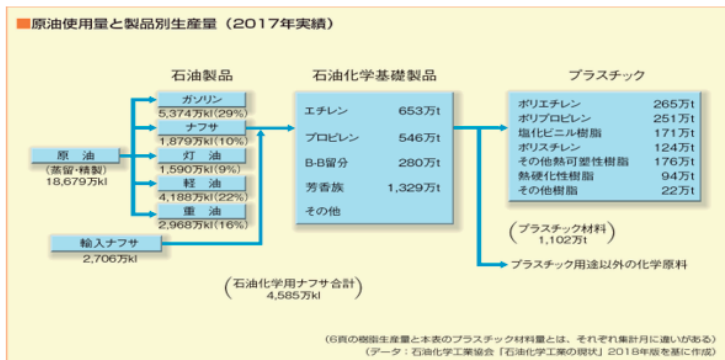 ■原油使用量と製品別生産量（2017年実績）
石油製品
石油化学基礎製品
プラスチック
原油
(蒸留・精製)
18,679万kl
ガソリン
5,374万kl(29%)
ナフサ
1,879万kl(10%)
灯油
1,590万kl(9%)
軽油
4,188万kl(22%)
重油
2,968万kl(16%)
輸入ナフサ
2,706万kl
エチレン 653万t
プロピレン 546万t
B-B留分 280万t
芳香族 1,329万t
その他
(石油化学用ナフサ合計)
4,585万kl
ポリエチレン 265万t
ポリプロピレン 251万t
塩化ビニル樹脂 171万t
ポリスチレン 124万t
その他熱可塑性樹脂 176万t
熱硬化性樹脂 94万t
その他樹脂 22万t
(プラスチック材料)
1,102万t
プラスチック用途以外の化学原料
(6頁の樹脂生産量と本表のプラスチック材料量とは、それぞれ集計月に違いがある)
(データ：石油化学工業協会「石油化学工業の現状」2018年版を基に作成)